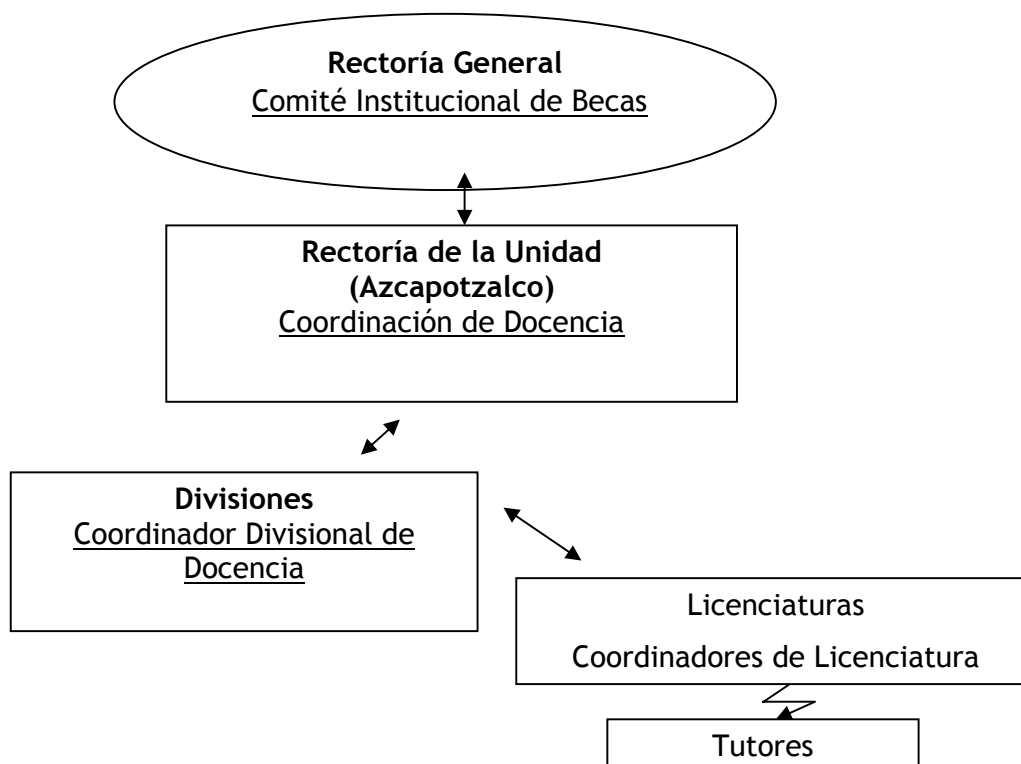 Rectoría General
Comité Institucional de Becas
Rectoría de la Unidad
(Azcapotzalco)
Coordinación de Docencia
Divisiones
Coordinador Divisional de
Docencia
Licenciaturas
Coordinadores de Licenciatura
Tutores